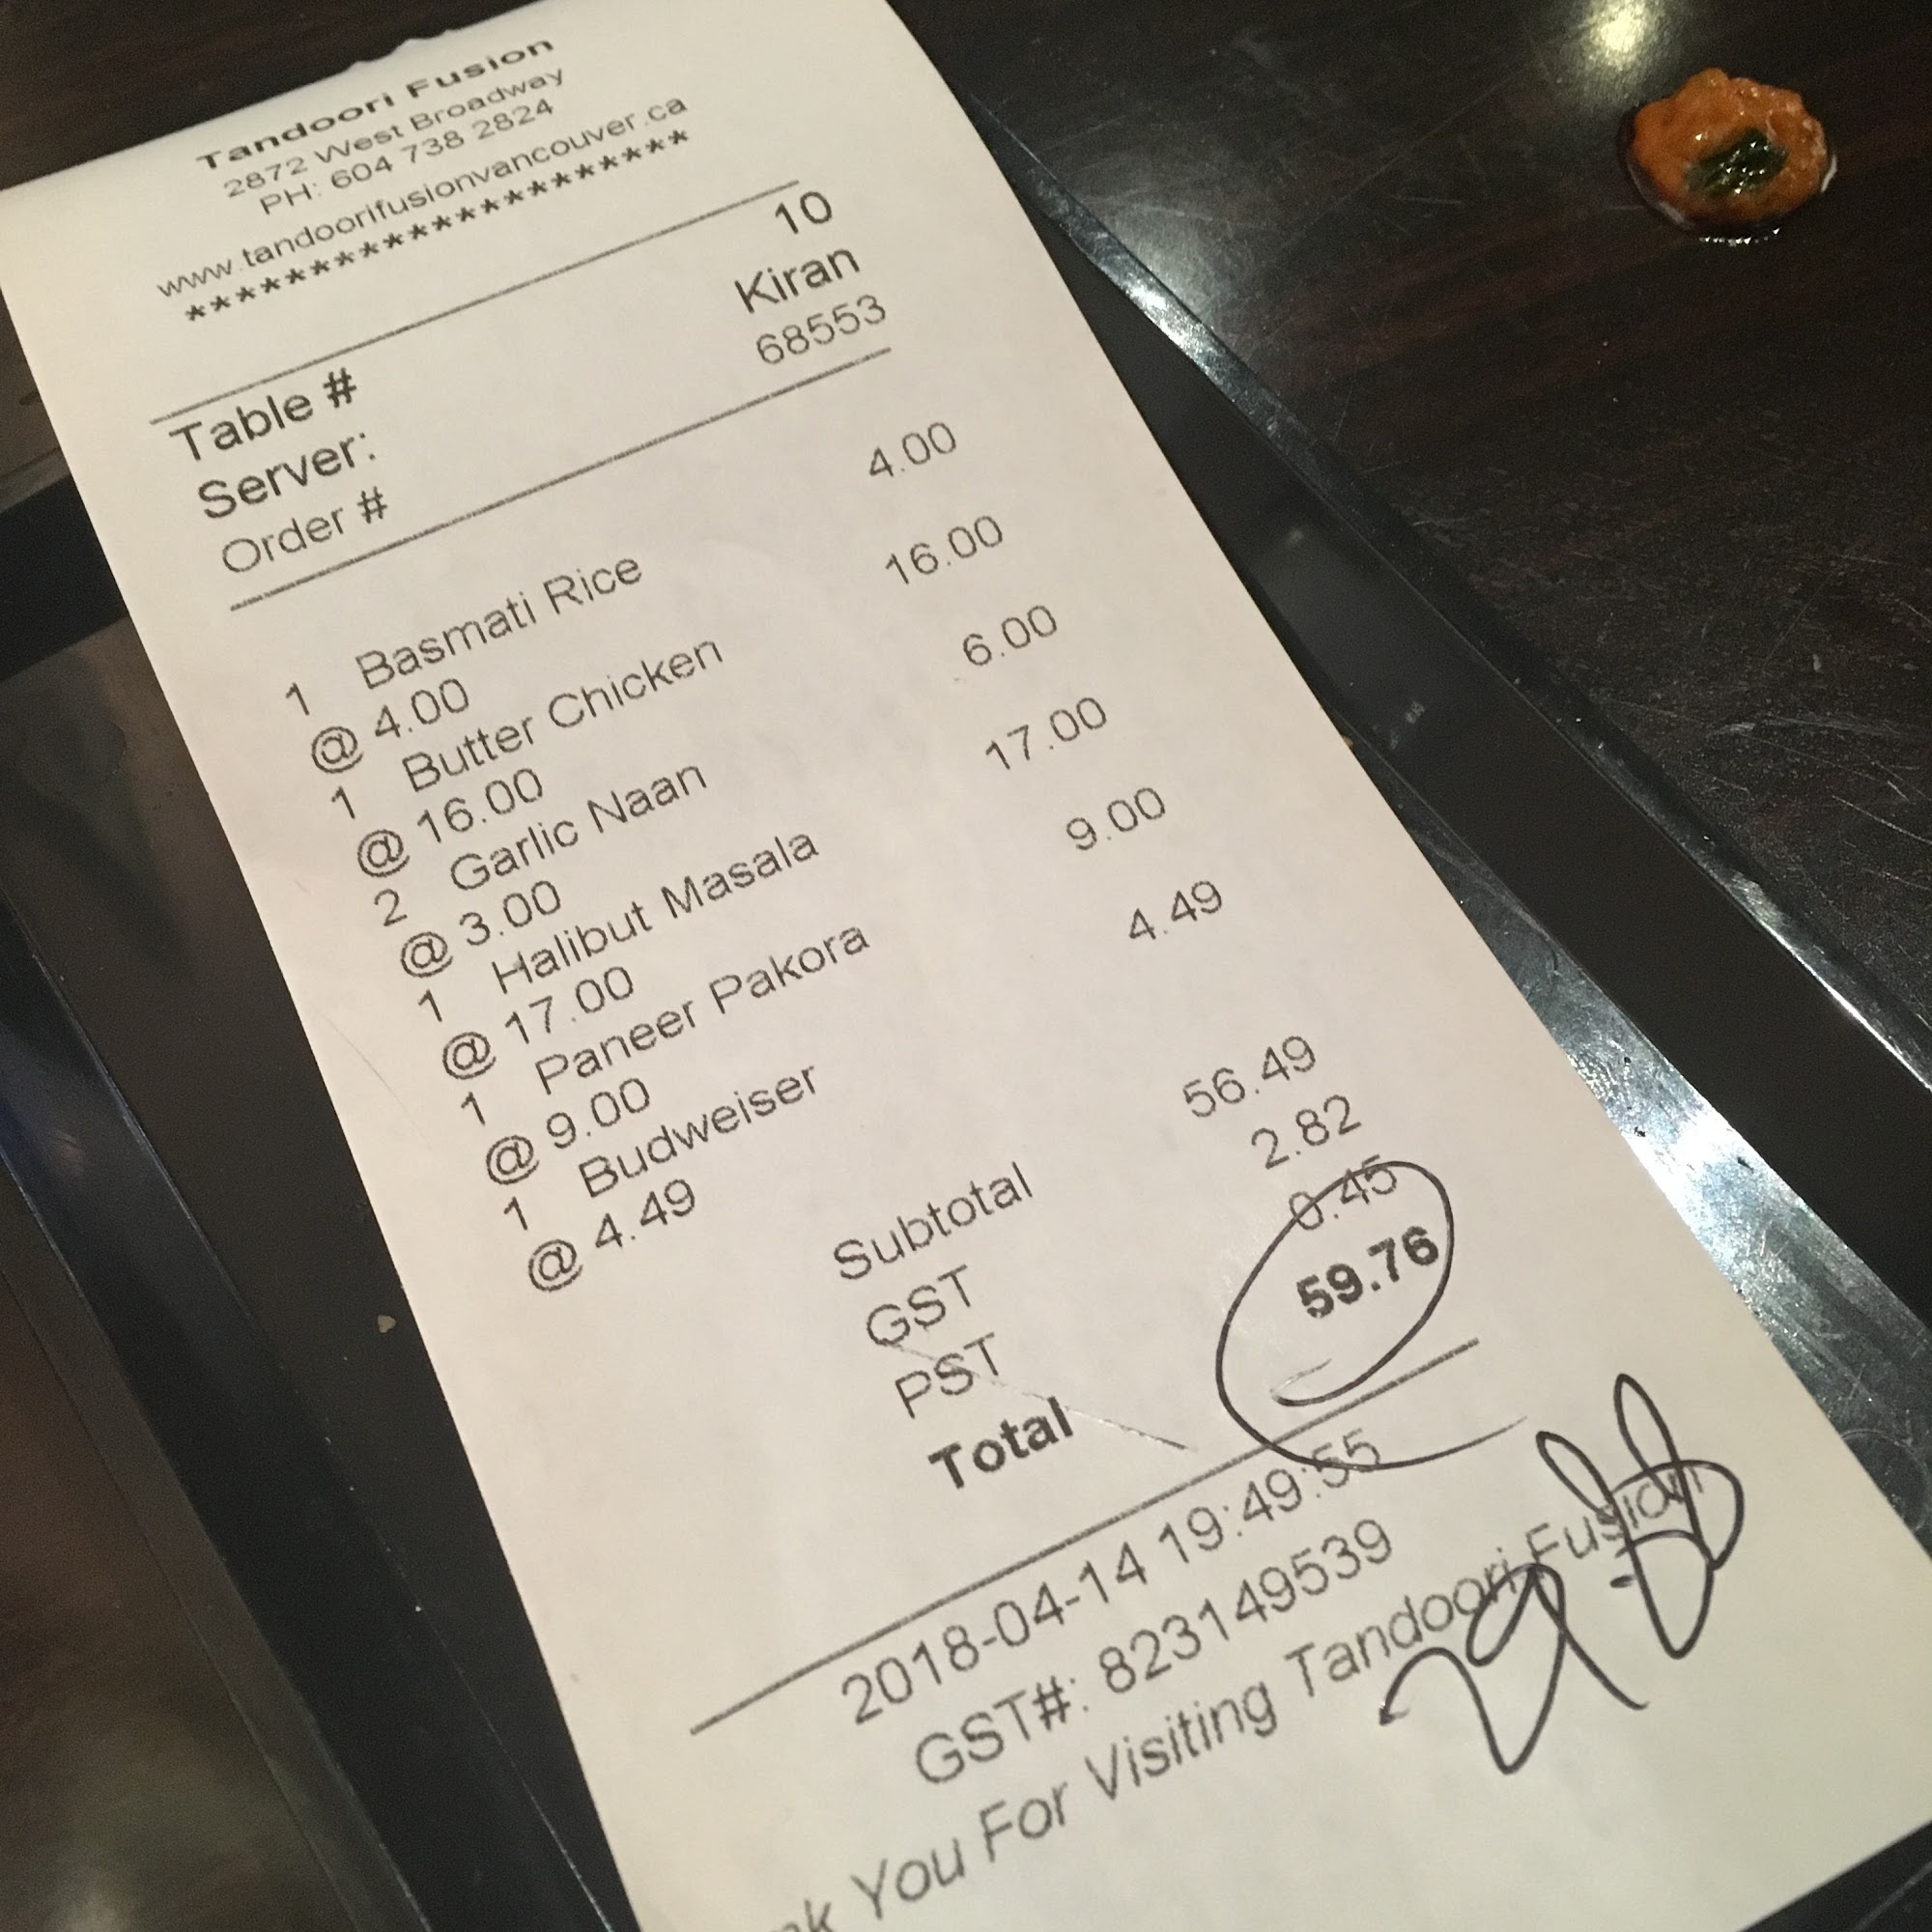 Tandoori Fusion
2872 West Broadway
PH: 604 738 2824
www.tandoorifusionvancouver.ca
*********************
Table # 10
Server: Kiran
Order # 68553
1 Basmati Rice 4.00
@ 4.00
1 Butter Chicken 16.00
@ 16.00
2 Garlic Naan 6.00
@ 3.00
1 Halibut Masala 17.00
@ 17.00
1 Paneer Pakora 9.00
@ 9.00
1 Budweiser 4.49
@ 4.49
Subtotal 56.49
GST 2.82
PST 0.45
Total 59.76
2018-04-14 19:49:55
GST#: 823149539
You For Visiting Tandoori Fusion